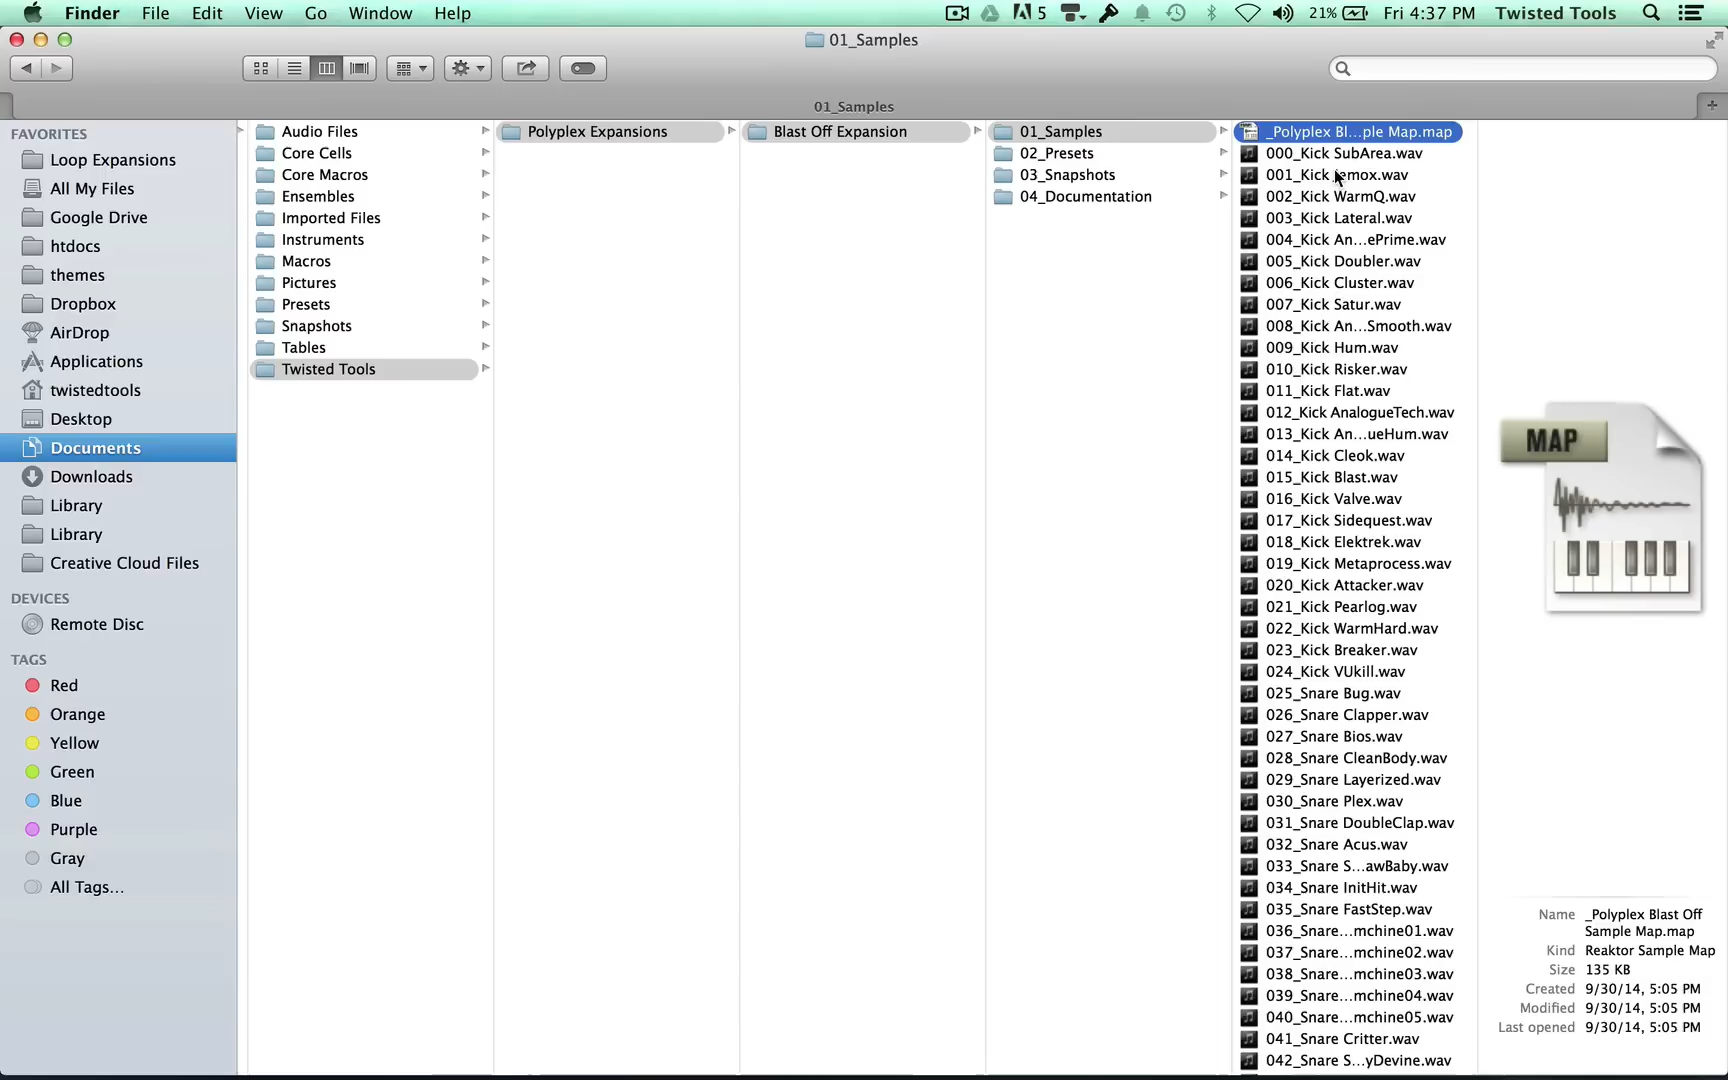 Finder File Edit View Go Window Help 5 21% Fri 4:37 PM Twisted Tools
01_Samples
01_Samples
FAVORITES
Loop Expansions
All My Files
Google Drive
htdocs
themes
Dropbox
AirDrop
Applications
twistedtools
Desktop
Documents
Downloads
Library
Library
Creative Cloud Files
DEVICES
Remote Disc
TAGS
Red
Orange
Yellow
Green
Blue
Purple
Gray
All Tags...
Audio Files
Core Cells
Core Macros
Ensembles
Imported Files
Instruments
Macros
Pictures
Presets
Snapshots
Tables
Twisted Tools
Polyplex Expansions
Blast Off Expansion
01_Samples
02_Presets
03_Snapshots
04_Documentation
_Polyplex Bl...ple Map.map
000_Kick SubArea.wav
001_Kick
002_Kick WarmQ.wav
003_Kick Lateral.wav
004_Kick An...ePrime.wav
005_Kick Doubler.wav
006_Kick Cluster.wav
007_Kick Satur.wav
008_Kick An...Smooth.wav
009_Kick Hum.wav
010_Kick Risker.wav
011_Kick Flat.wav
012_Kick AnalogueTech.wav
013_Kick An...ueHum.wav
014_Kick Cleok.wav
015_Kick Blast.wav
016_Kick Valve.wav
017_Kick Sidequest.wav
018_Kick Elektrek.wav
019_Kick Metaprocess.wav
020_Kick Attacker.wav
021_Kick Pearlog.wav
022_Kick WarmHard.wav
023_Kick Breaker.wav
024_Kick VUkill.wav
025_Snare Bug.wav
026_Snare Clapper.wav
027_Snare Bios.wav
028_Snare CleanBody.wav
029_Snare Layerized.wav
030_Snare Plex.wav
031_Snare DoubleClap.wav
032_Snare Acus.wav
033_Snare S...awBaby.wav
034_Snare InitHit.wav
035_Snare FastStep.wav
036_Snare...mchine01.wav
037_Snare...mchine02.wav
038_Snare...mchine03.wav
039_Snare...mchine04.wav
040_Snare...mchine05.wav
041_Snare Critter.wav
042_Snare S...yDevine.wav
MAP
Name _Polyplex Blast Off
Sample Map.map
Kind Reaktor Sample Map
Size 135 KB
Created 9/30/14, 5:05 PM
Modified 9/30/14, 5:05 PM
Last opened 9/30/14, 5:05 PM